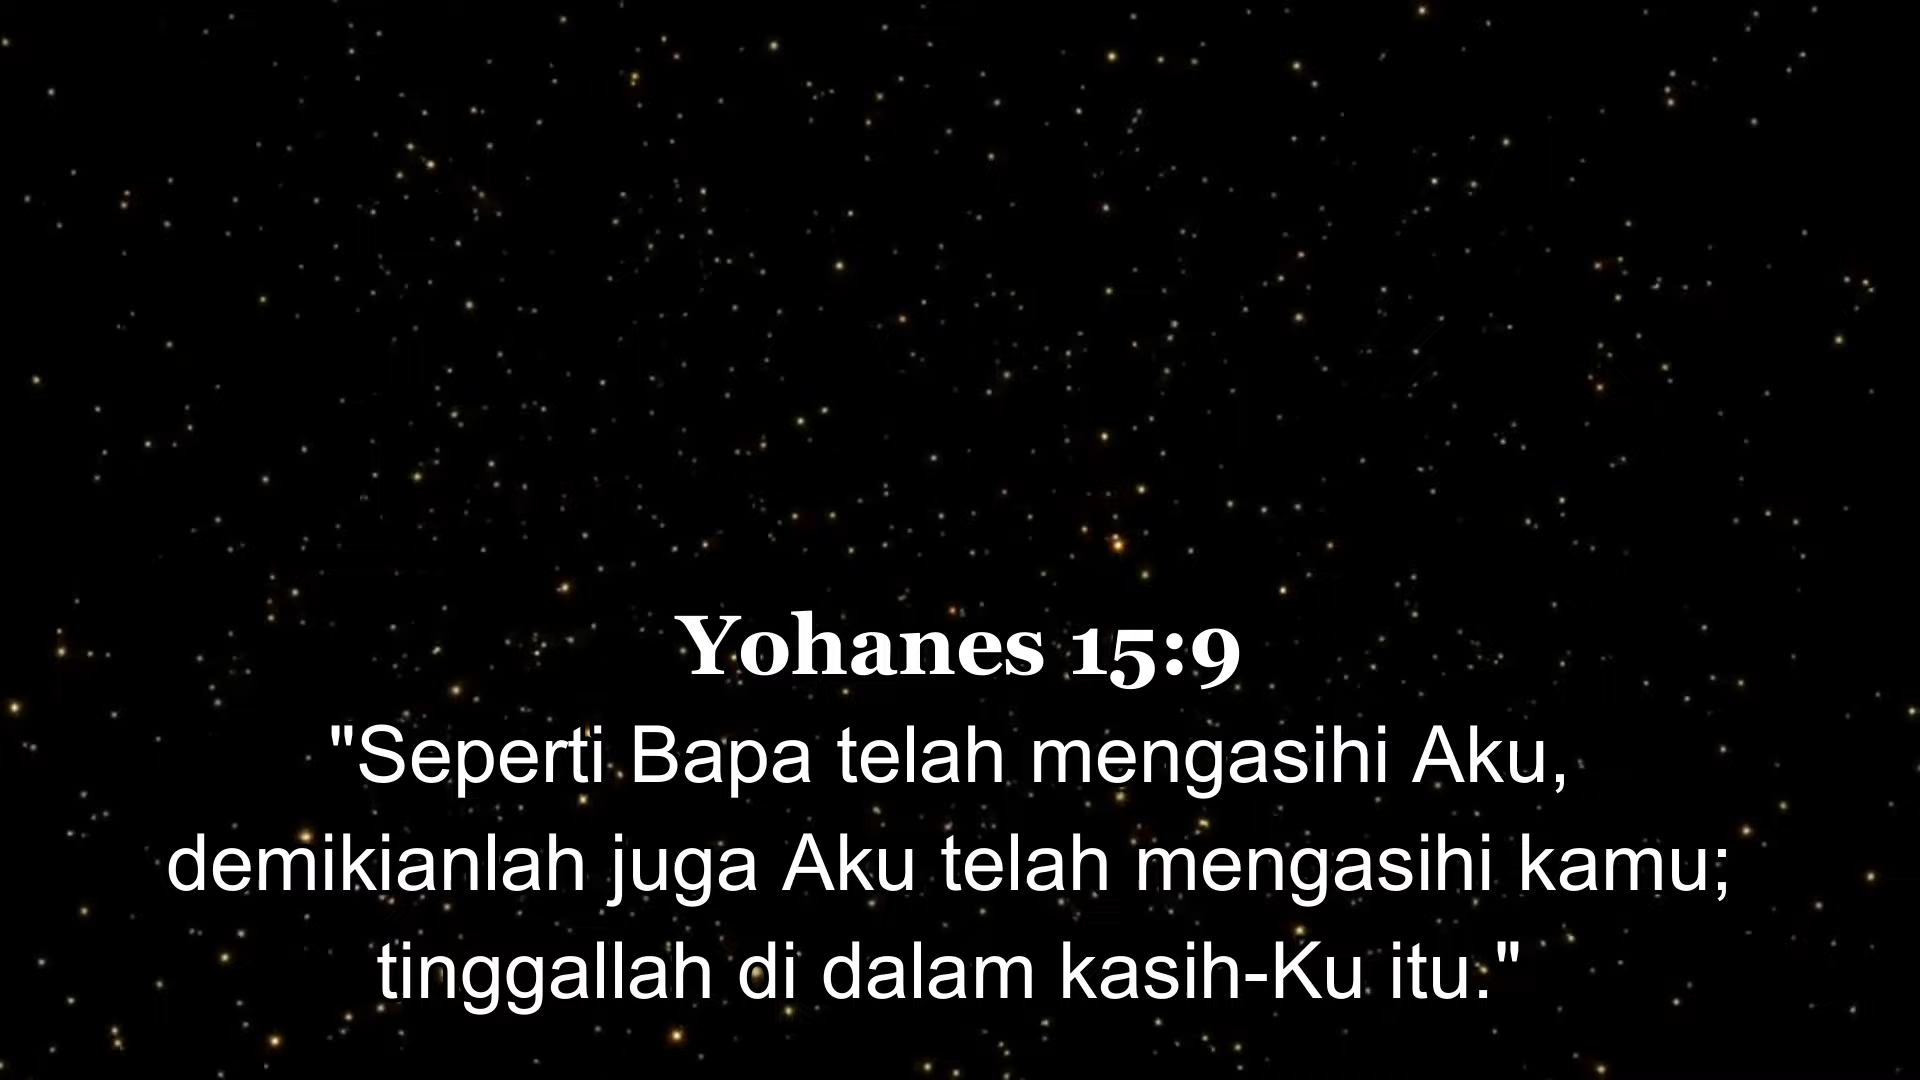 Yohanes 15:9
"Seperti Bapa telah mengasihi Aku,
demikianlah juga Aku telah mengasihi kamu;
tinggallah di dalam kasih-Ku itu."